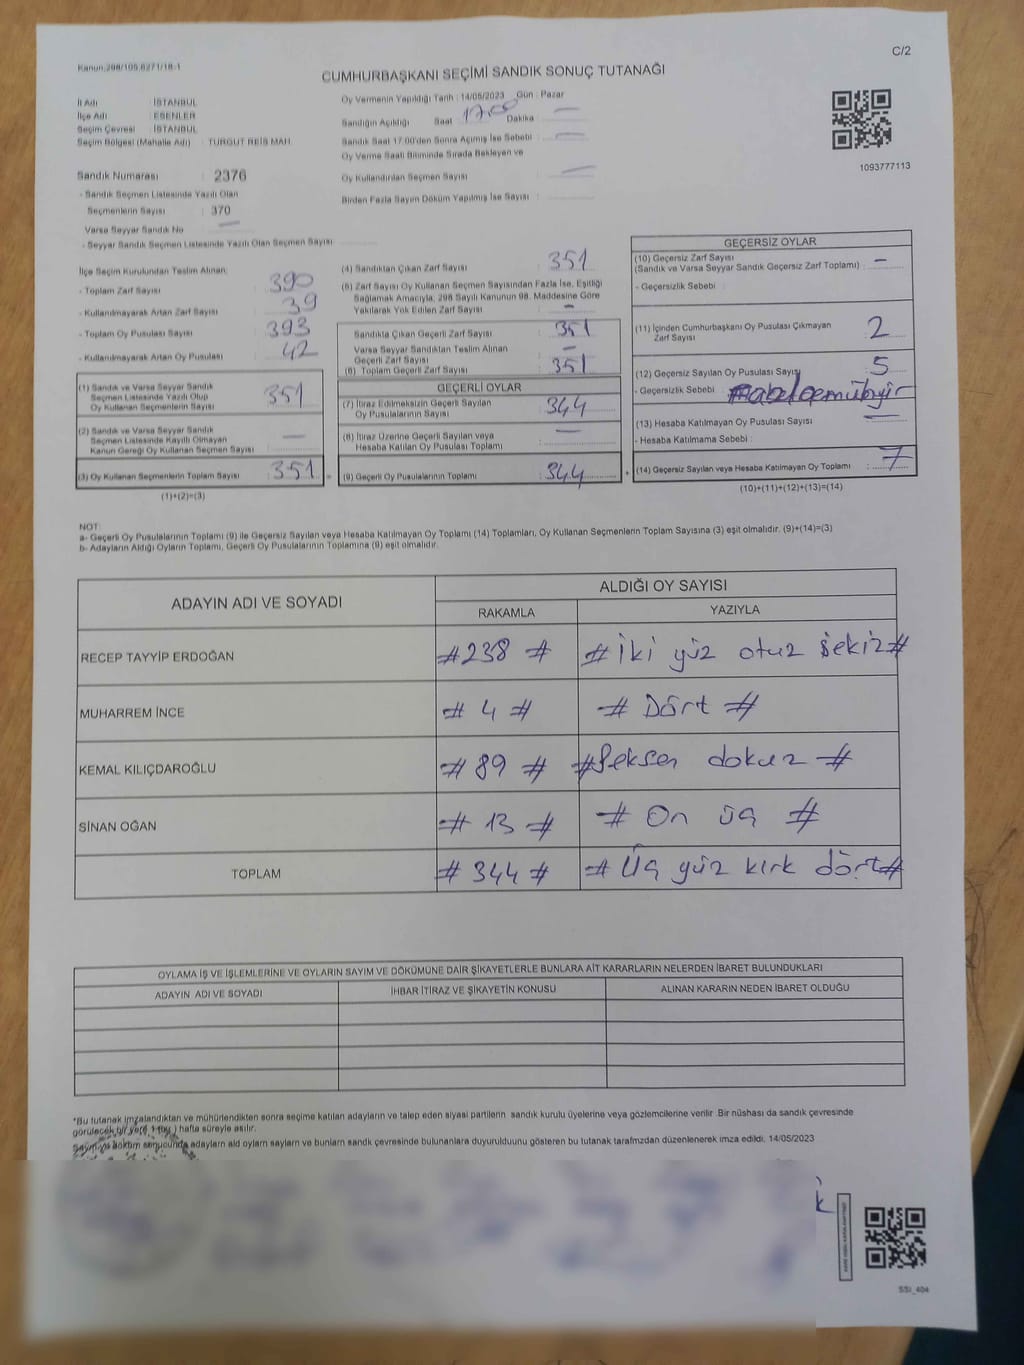 C/2
Kanun:298/105,6271/18-1
CUMHURBAŞKANI SEÇİMİ SANDIK SONUÇ TUTANAĞI
İl Adı : İSTANBUL
İlçe Adı : ESENLER
Seçim Çevresi : İSTANBUL
Seçim Bölgesi (Mahalle Adı) : TURGUT REİS MAH.
Oy Vermenin Yapıldığı Tarih : 14/05/2023 Gün : Pazar
Sandığın Açıldığı Saat 17.00 Dakika —
Sandık Saat 17:00'den Sonra Açılmış İse Sebebi : —
Oy Verme Saati Bitiminde Sırada Bekleyen ve
Oy Kullandırılan Seçmen Sayısı : —
Birden Fazla Sayım Döküm Yapılmış İse Sayısı :
1093777113
Sandık Numarası : 2376
- Sandık Seçmen Listesinde Yazılı Olan
Seçmenlerin Sayısı : 370
Varsa Seyyar Sandık No : —
- Seyyar Sandık Seçmen Listesinde Yazılı Olan Seçmen Sayısı
İlçe Seçim Kurulundan Teslim Alınan;
- Toplam Zarf Sayısı : 390
- Kullanılmayarak Artan Zarf Sayısı : 39
- Toplam Oy Pusulası Sayısı : 393
- Kullanılmayarak Artan Oy Pusulası : 42
(1) Sandık ve Varsa Seyyar Sandık
Seçmen Listesinde Yazılı Olup
Oy Kullanan Seçmenlerin Sayısı : 351
(2) Sandık ve Varsa Seyyar Sandık
Seçmen Listesinde Kayıtlı Olmayan
Kanun Gereği Oy Kullanan Seçmen Sayısı : —
(3) Oy Kullanan Seçmenlerin Toplam Sayısı : 351
(1)+(2)=(3)
(4) Sandıktan Çıkan Zarf Sayısı : 351
(5) Zarf Sayısı Oy Kullanan Seçmen Sayısından Fazla İse, Eşitliği
Sağlamak Amacıyla, 298 Sayılı Kanunun 98. Maddesine Göre
Yakılarak Yok Edilen Zarf Sayısı : —
Sandıkta Çıkan Geçerli Zarf Sayısı : 351
Varsa Seyyar Sandıktan Teslim Alınan
Geçerli Zarf Sayısı : —
(6) Toplam Geçerli Zarf Sayısı : 351
GEÇERLİ OYLAR
(7) İtiraz Edilmeksizin Geçerli Sayılan
Oy Pusulalarının Sayısı : 344
(8) İtiraz Üzerine Geçerli Sayılan veya
Hesaba Katılan Oy Pusulası Toplamı : —
(9) Geçerli Oy Pusulalarının Toplamı : 344
GEÇERSİZ OYLAR
(10) Geçersiz Zarf Sayısı
(Sandık ve Varsa Seyyar Sandık Geçersiz Zarf Toplamı) : —
- Geçersizlik Sebebi :
(11) İçinden Cumhurbaşkanı Oy Pusulası Çıkmayan
Zarf Sayısı : 2
(12) Geçersiz Sayılan Oy Pusulası Sayısı : 5
- Geçersizlik Sebebi :
(13) Hesaba Katılmayan Oy Pusulası Sayısı : —
- Hesaba Katılmama Sebebi :
(14) Geçersiz Sayılan veya Hesaba Katılmayan Oy Toplamı : 7
(10)+(11)+(12)+(13)=(14)
NOT:
a- Geçerli Oy Pusulalarının Toplamı (9) ile Geçersiz Sayılan veya Hesaba Katılmayan Oy Toplamı (14) Toplamları, Oy Kullanan Seçmenlerin Toplam Sayısına (3) eşit olmalıdır. (9)+(14)=(3)
b- Adayların Aldığı Oyların Toplamı, Geçerli Oy Pusulalarının Toplamına (9) eşit olmalıdır.
ADAYIN ADI VE SOYADI ALDIĞI OY SAYISI
RAKAMLA YAZIYLA
RECEP TAYYİP ERDOĞAN #238 # # İki yüz otuz sekiz#
MUHARREM İNCE # 4 # # Dört #
KEMAL KILIÇDAROĞLU # 89 # #Seksen dokuz #
SİNAN OĞAN # 13 # # On üç #
TOPLAM # 344 # # Üç yüz kırk dört#
OYLAMA İŞ VE İŞLEMLERİNE VE OYLARIN SAYIM VE DÖKÜMÜNE DAİR ŞİKAYETLERLE BUNLARA AİT KARARLARIN NELERDEN İBARET BULUNDUKLARI
ADAYIN ADI VE SOYADI İHBAR İTİRAZ VE ŞİKAYETİN KONUSU ALINAN KARARIN NEDEN İBARET OLDUĞU
*Bu tutanak imzalandıktan ve mühürlendikten sonra seçime katılan adayların ve talep eden siyasi partilerin sandık kurulu üyelerine veya gözlemcilerine verilir. Bir nüshası da sandık çevresinde
görülecek bir yere 1 (bir) hafta süreyle asılır.
Sayım ve döküm sonucunda adayların ald oyların sayların ve bunların sandk çevresinde bulunanlara duyurulduunu gösteren bu tutanak tarafmzdan düzenlenerek imza edildi. 14/05/2023
SSI_404